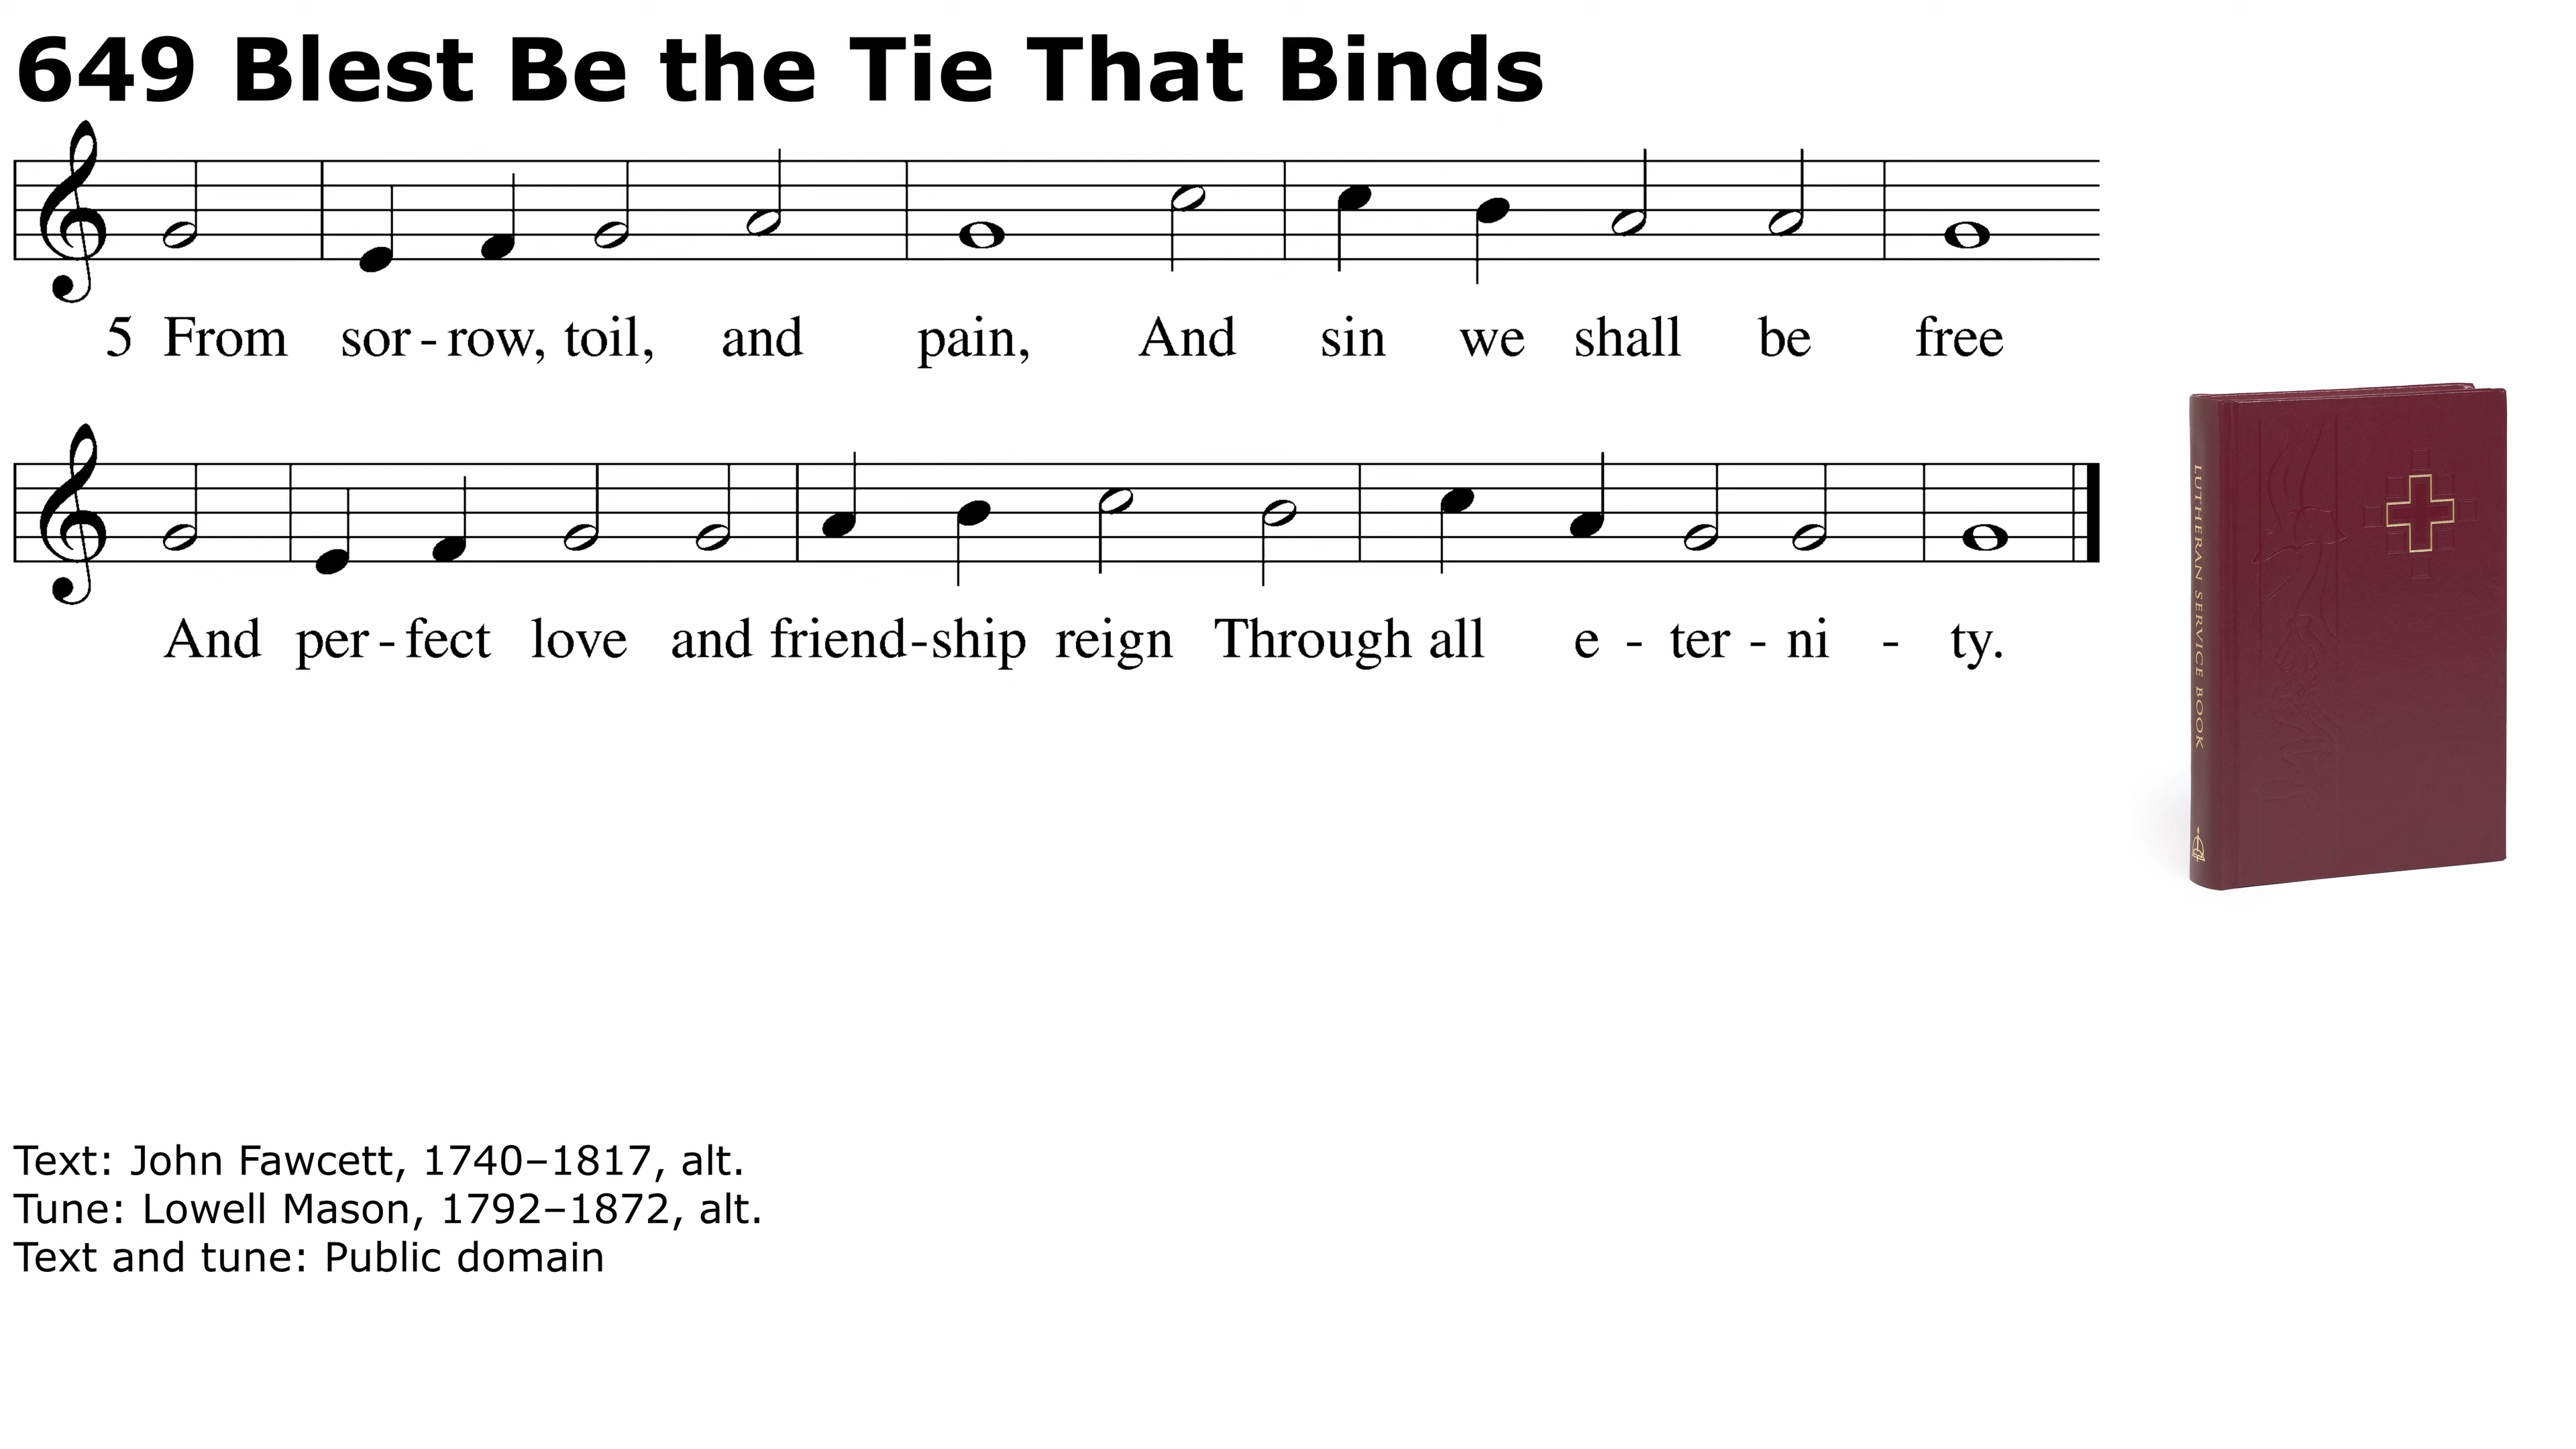 649 Blest Be the Tie That Binds
5 From sor - row, toil, and pain, And sin we shall be free
And per - fect love and friend - ship reign Through all e - ter - ni - ty.
LUTHERAN SERVICE BOOK
Text: John Fawcett, 1740–1817, alt.
Tune: Lowell Mason, 1792–1872, alt.
Text and tune: Public domain